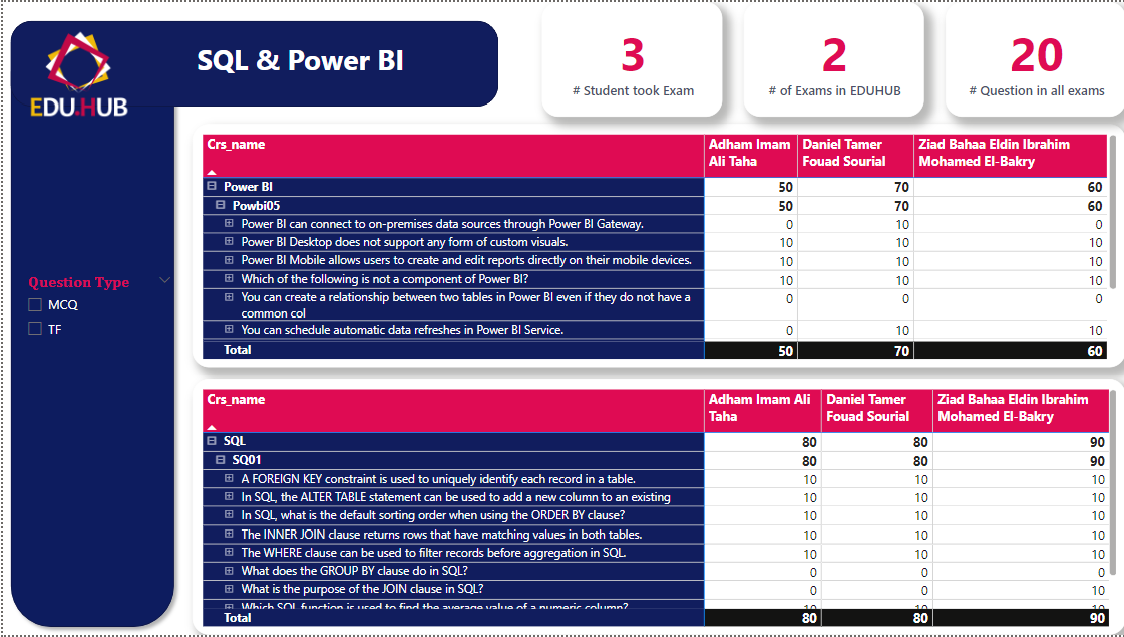 EDU.HUB
SQL & Power BI
3
# Student took Exam
2
# of Exams in EDUHUB
20
# Question in all exams
Question Type
MCQ
TF
Crs_name
Adham Imam
Ali Taha
Daniel Tamer
Fouad Sourial
Ziad Bahaa Eldin Ibrahim
Mohamed El-Bakry
Power BI 50 70 60
Powbi05 50 70 60
Power BI can connect to on-premises data sources through Power BI Gateway. 0 10 0
Power BI Desktop does not support any form of custom visuals. 10 10 10
Power BI Mobile allows users to create and edit reports directly on their mobile devices. 10 10 10
Which of the following is not a component of Power BI? 10 10 10
You can create a relationship between two tables in Power BI even if they do not have a 0 0 0
common col
You can schedule automatic data refreshes in Power BI Service. 0 10 10
Total 50 70 60
Crs_name
Adham Imam Ali
Taha
Daniel Tamer
Fouad Sourial
Ziad Bahaa Eldin Ibrahim
Mohamed El-Bakry
SQL 80 80 90
SQ01 80 80 90
A FOREIGN KEY constraint is used to uniquely identify each record in a table. 10 10 10
In SQL, the ALTER TABLE statement can be used to add a new column to an existing 10 10 10
In SQL, what is the default sorting order when using the ORDER BY clause? 10 10 10
The INNER JOIN clause returns rows that have matching values in both tables. 10 10 10
The WHERE clause can be used to filter records before aggregation in SQL. 10 10 10
What does the GROUP BY clause do in SQL? 0 0 0
What is the purpose of the JOIN clause in SQL? 0 0 10
Which SQL function is used to find the average value of a numeric column? 10 10 10
Total 80 80 90